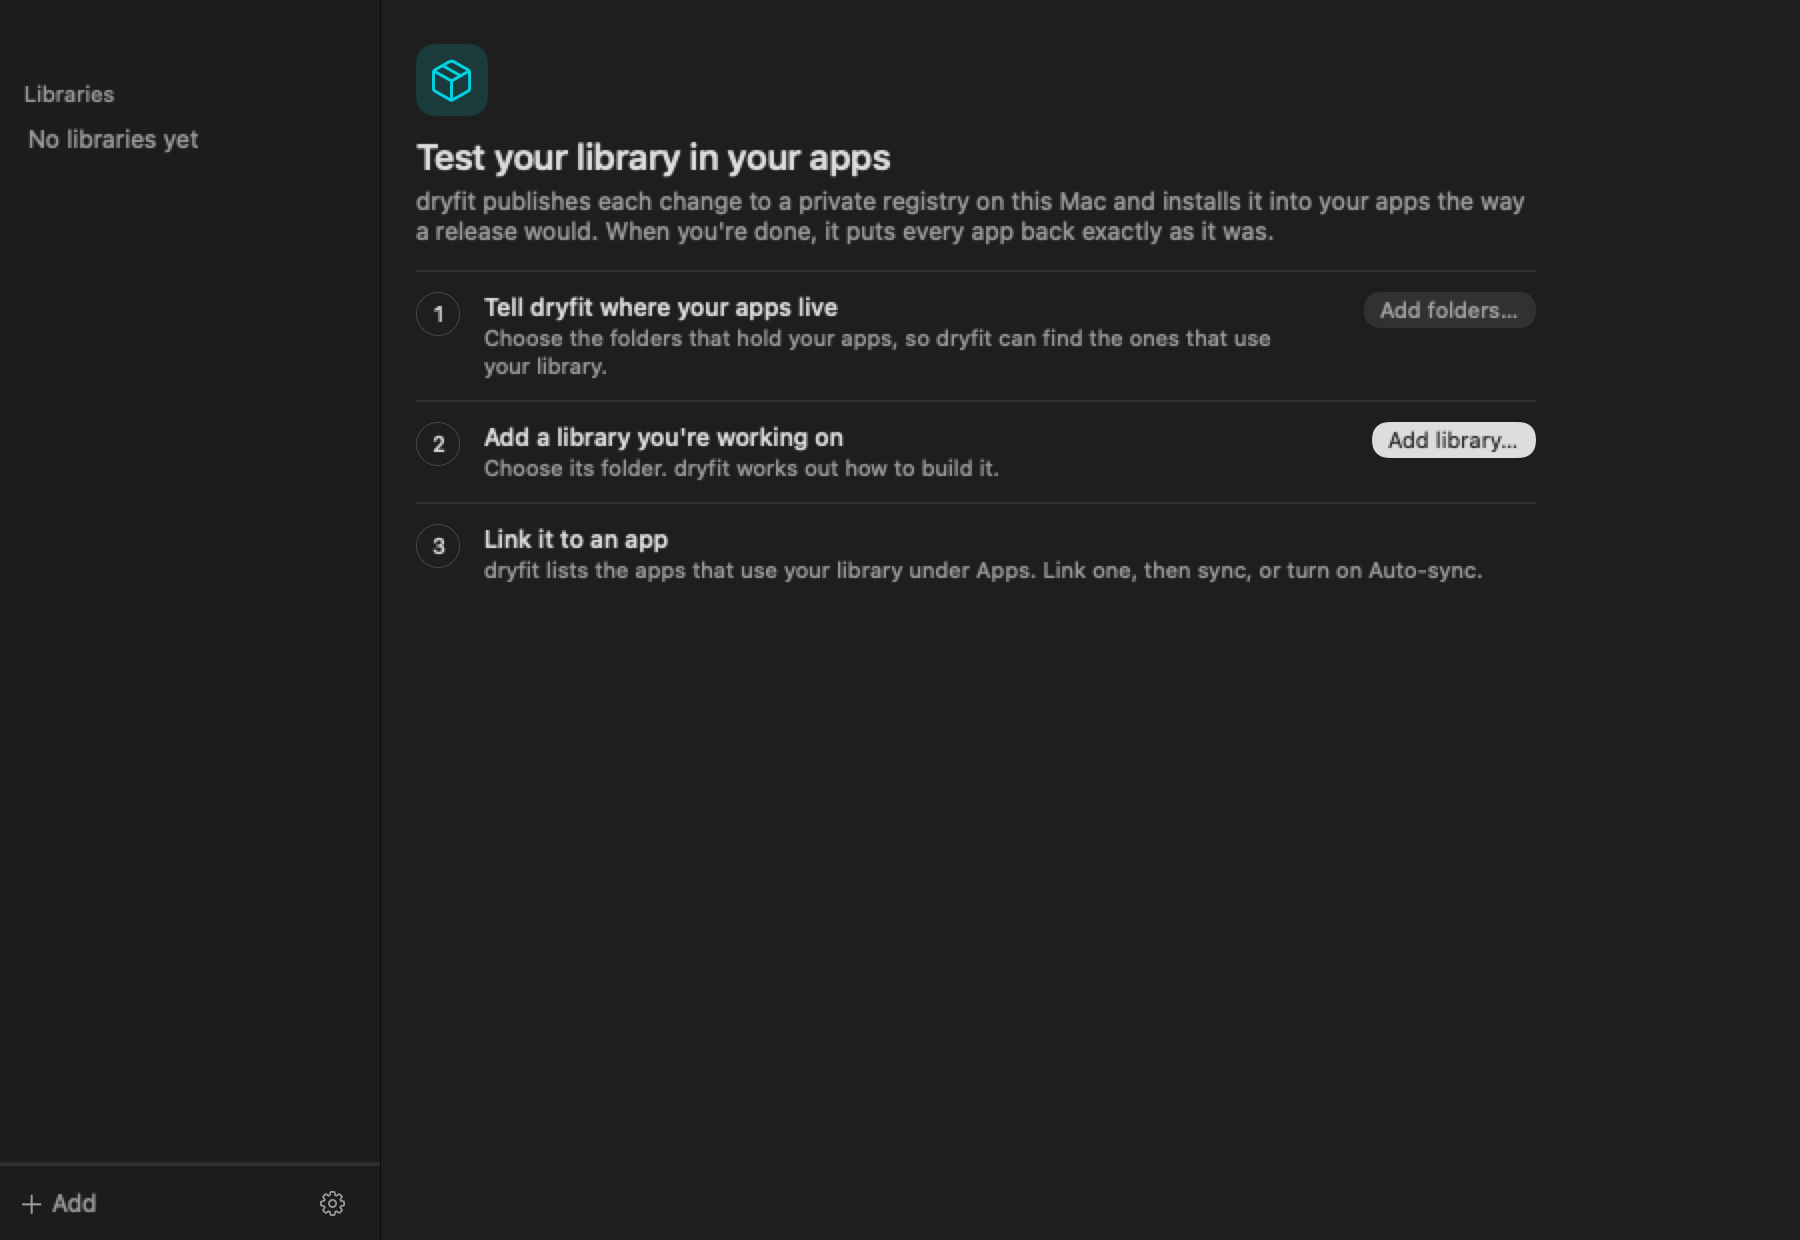 Libraries
No libraries yet
Test your library in your apps
dryfit publishes each change to a private registry on this Mac and installs it into your apps the way
a release would. When you're done, it puts every app back exactly as it was.
1
Tell dryfit where your apps live
Add folders...
Choose the folders that hold your apps, so dryfit can find the ones that use
your library.
2
Add a library you're working on
Add library...
Choose its folder. dryfit works out how to build it.
3
Link it to an app
dryfit lists the apps that use your library under Apps. Link one, then sync, or turn on Auto-sync.
Add